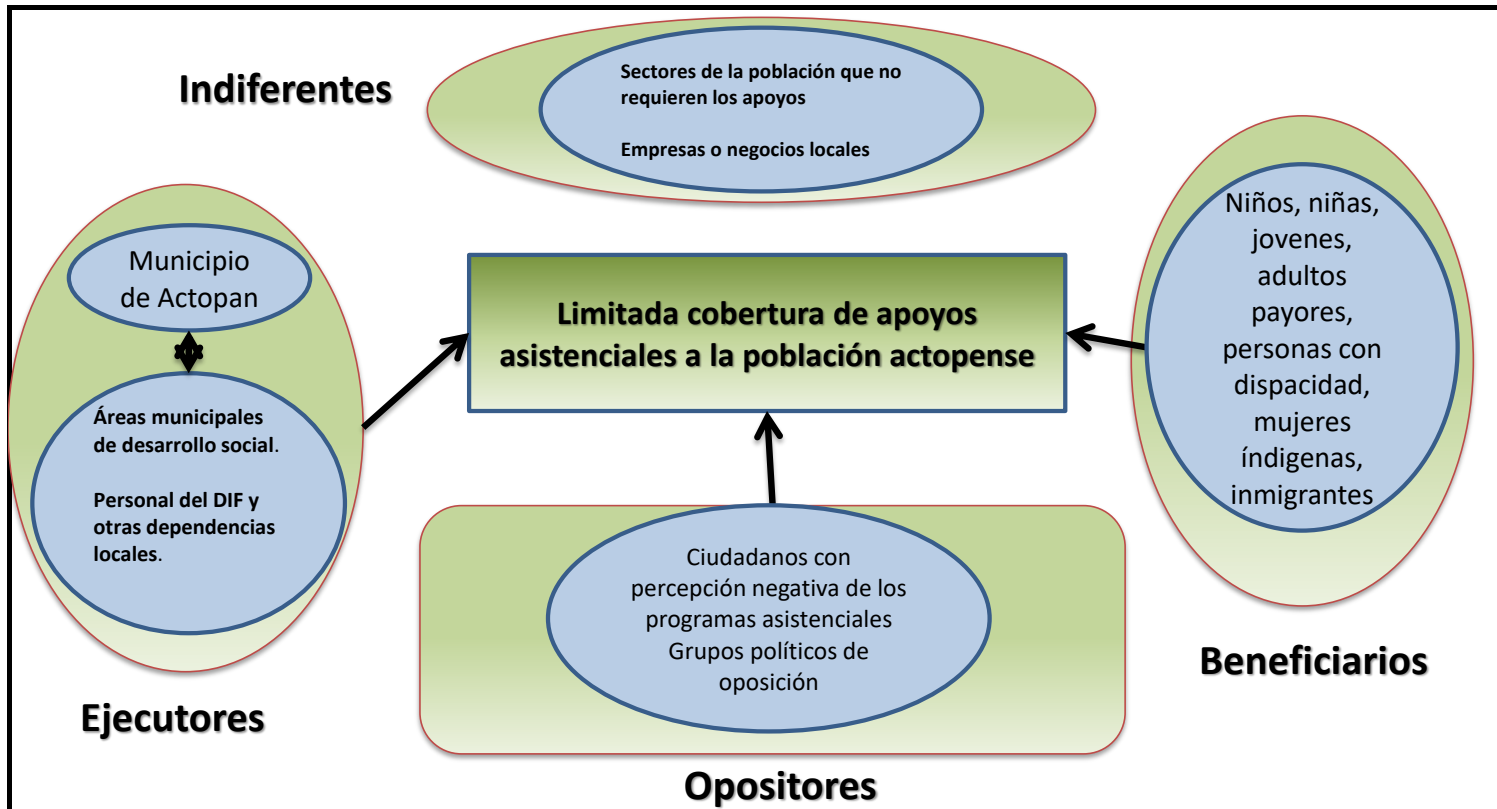 Indiferentes
Sectores de la población que no
requieren los apoyos
Empresas o negocios locales
Municipio
de Actopan
Áreas municipales
de desarrollo social.
Personal del DIF y
otras dependencias
locales.
Ejecutores
Limitada cobertura de apoyos
asistenciales a la población actopense
Niños, niñas,
jovenes,
adultos
payores,
personas con
dispacidad,
mujeres
índigenas,
inmigrantes
Beneficiarios
Ciudadanos con
percepción negativa de los
programas asistenciales
Grupos políticos de
oposición
Opositores